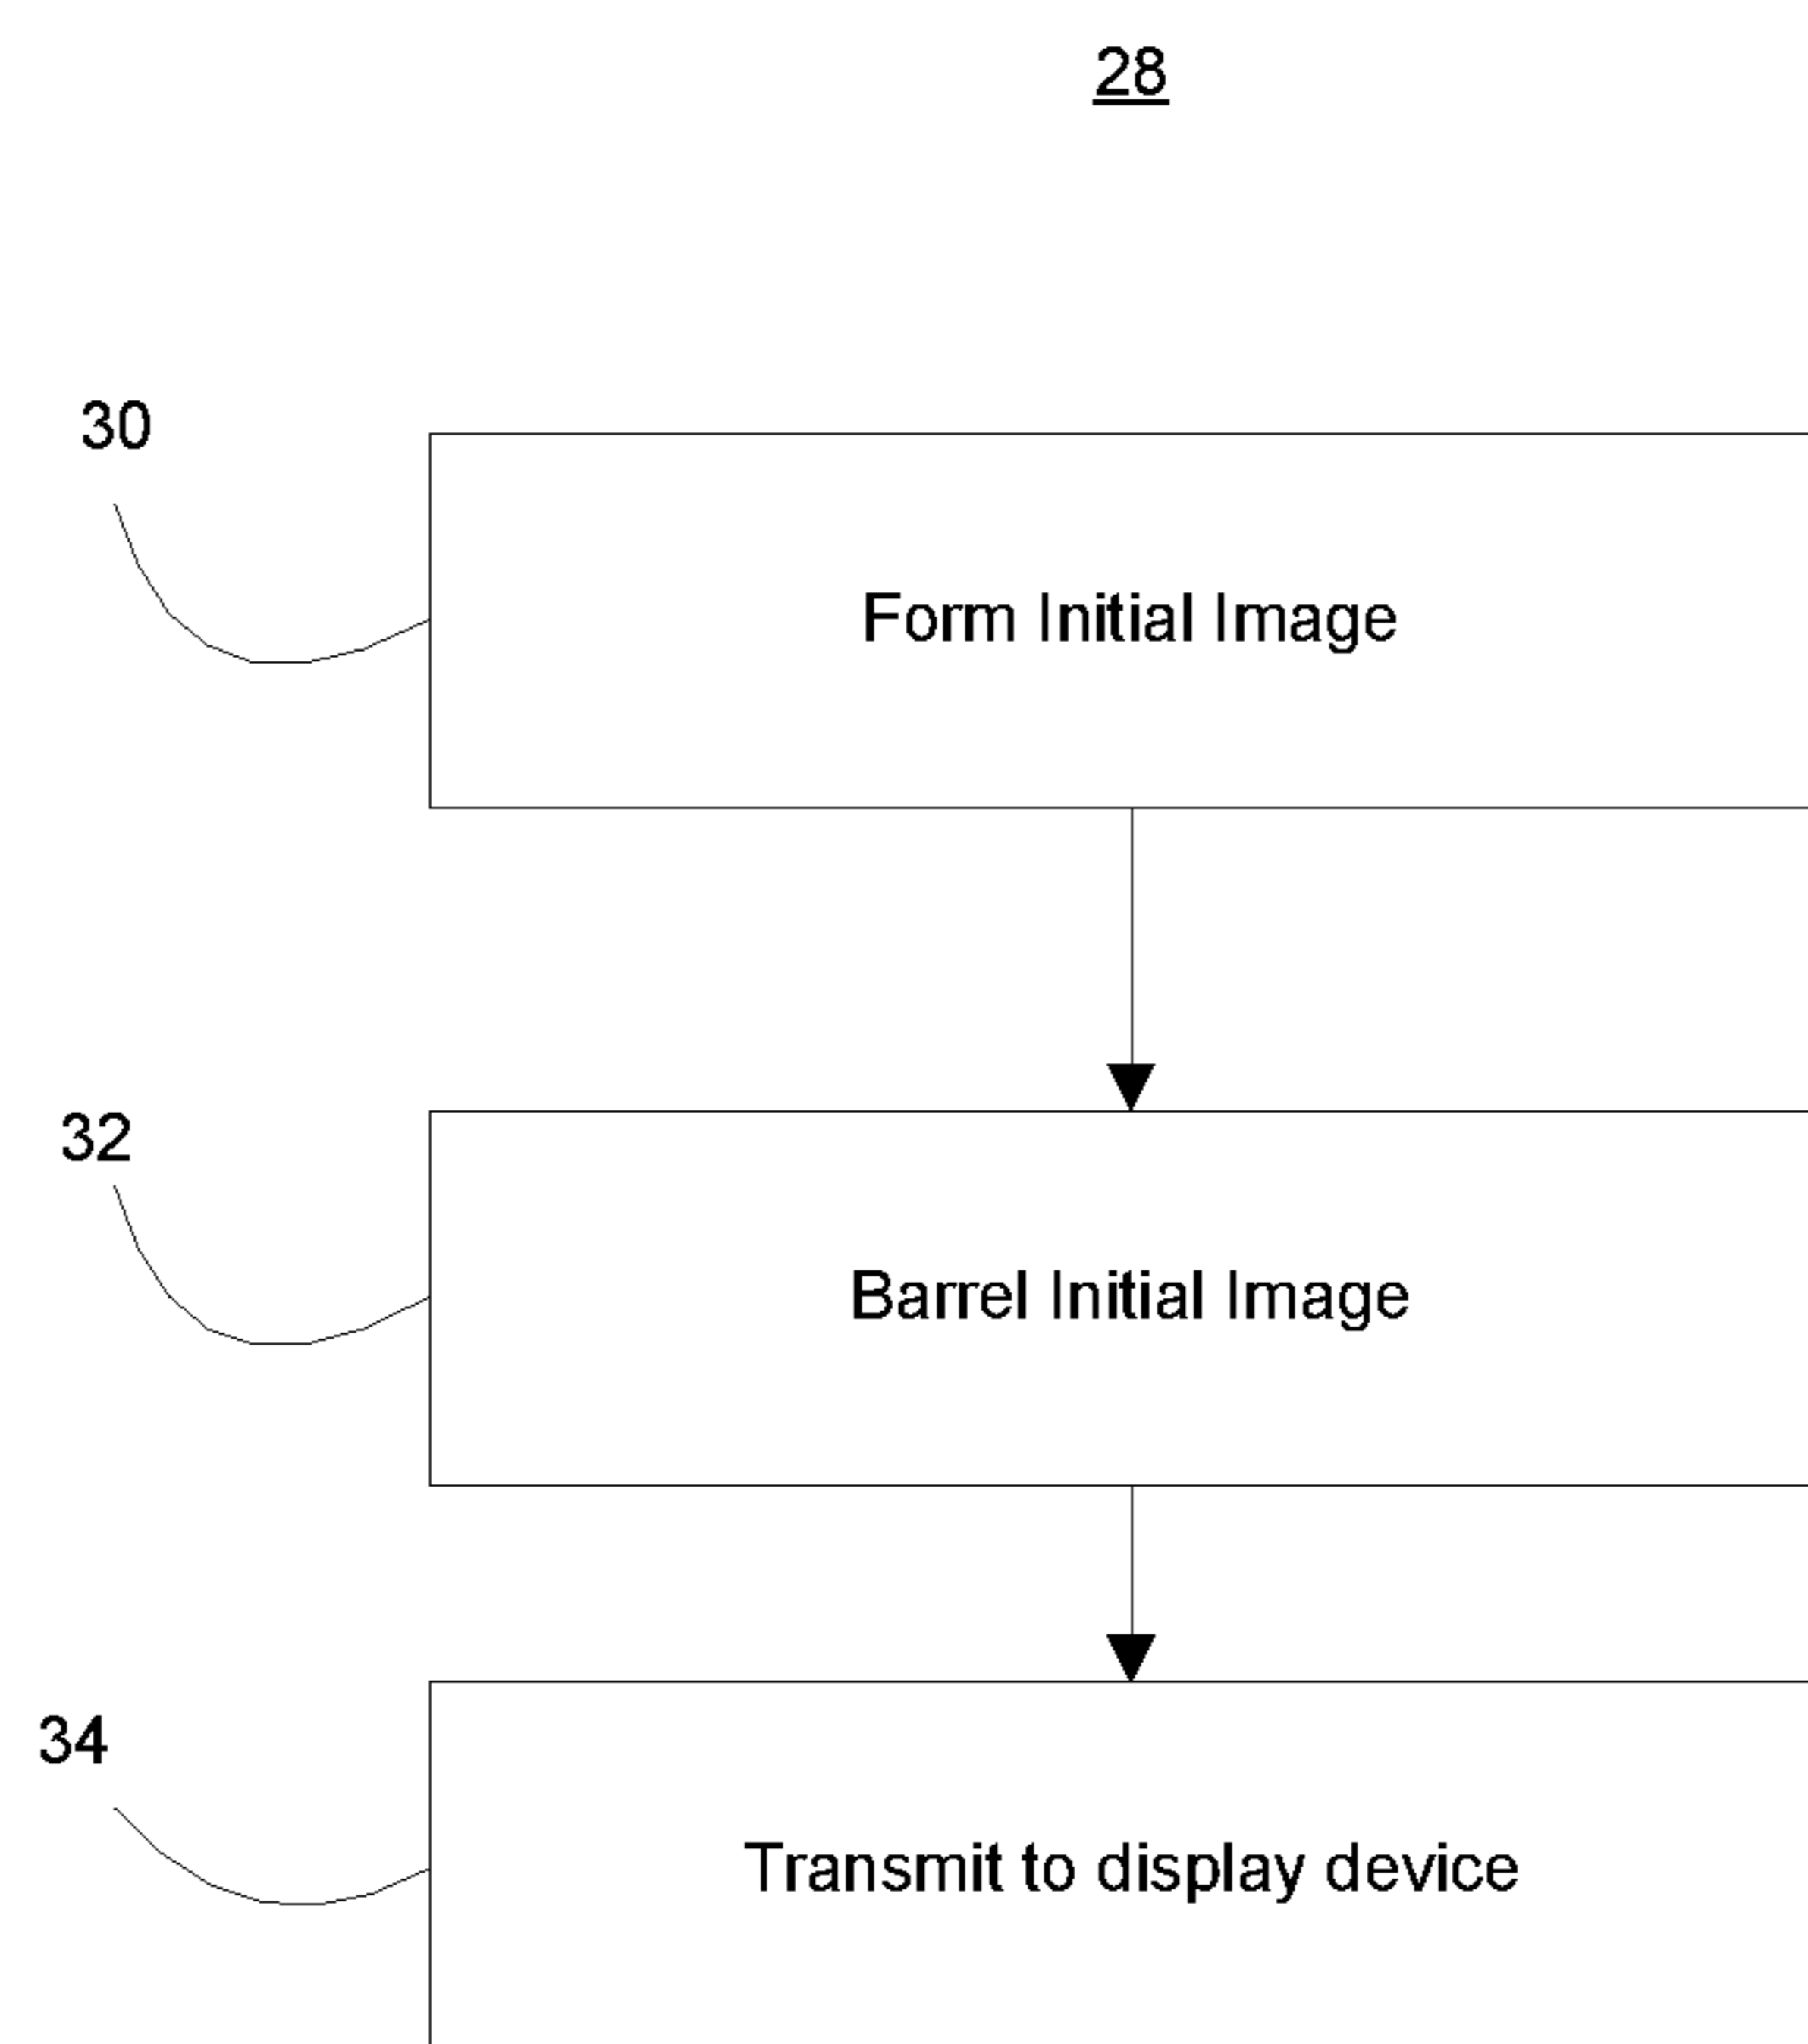 28
30
Form Initial Image
32
Barrel Initial Image
34
Transmit to display device